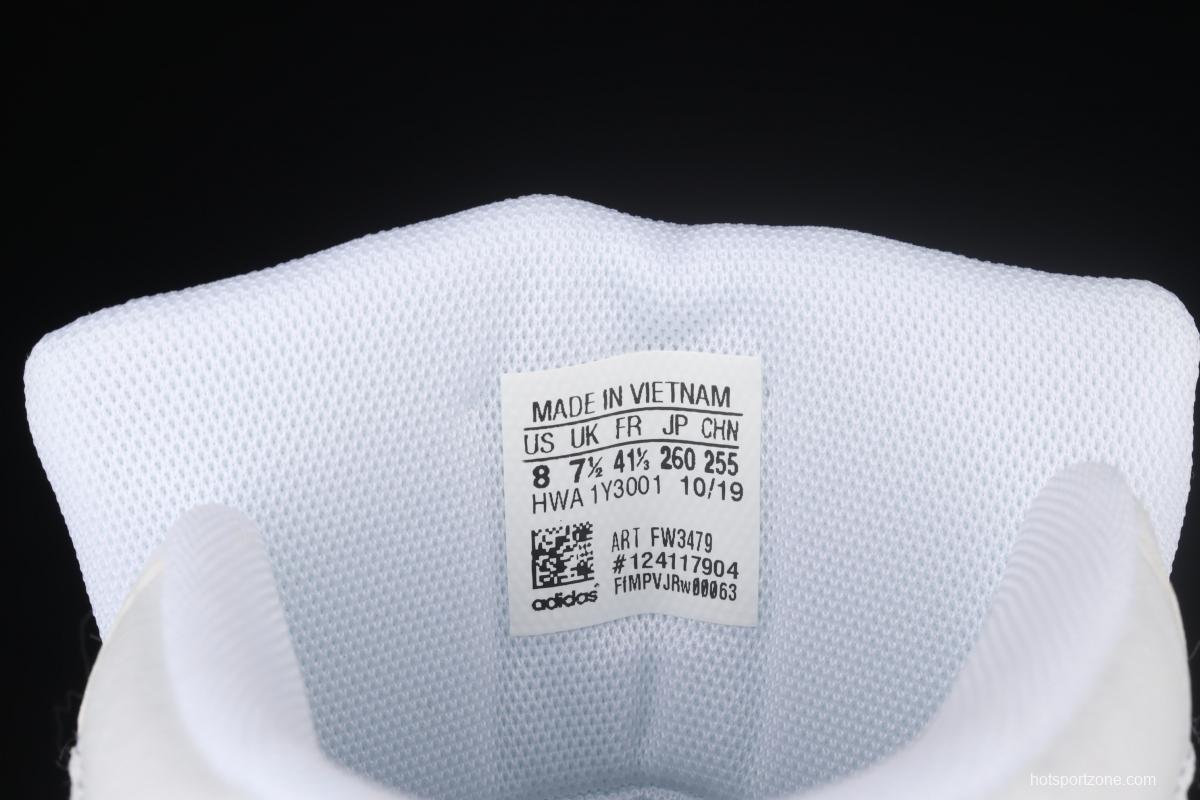 MADE IN VIETNAM
US UK FR JP CHN
8 7½ 41⅓ 260 255
HWA 1Y3001 10/19
ART FW3479
#124117904
FfMPVJRw00063
adidas
hotsportzone.com